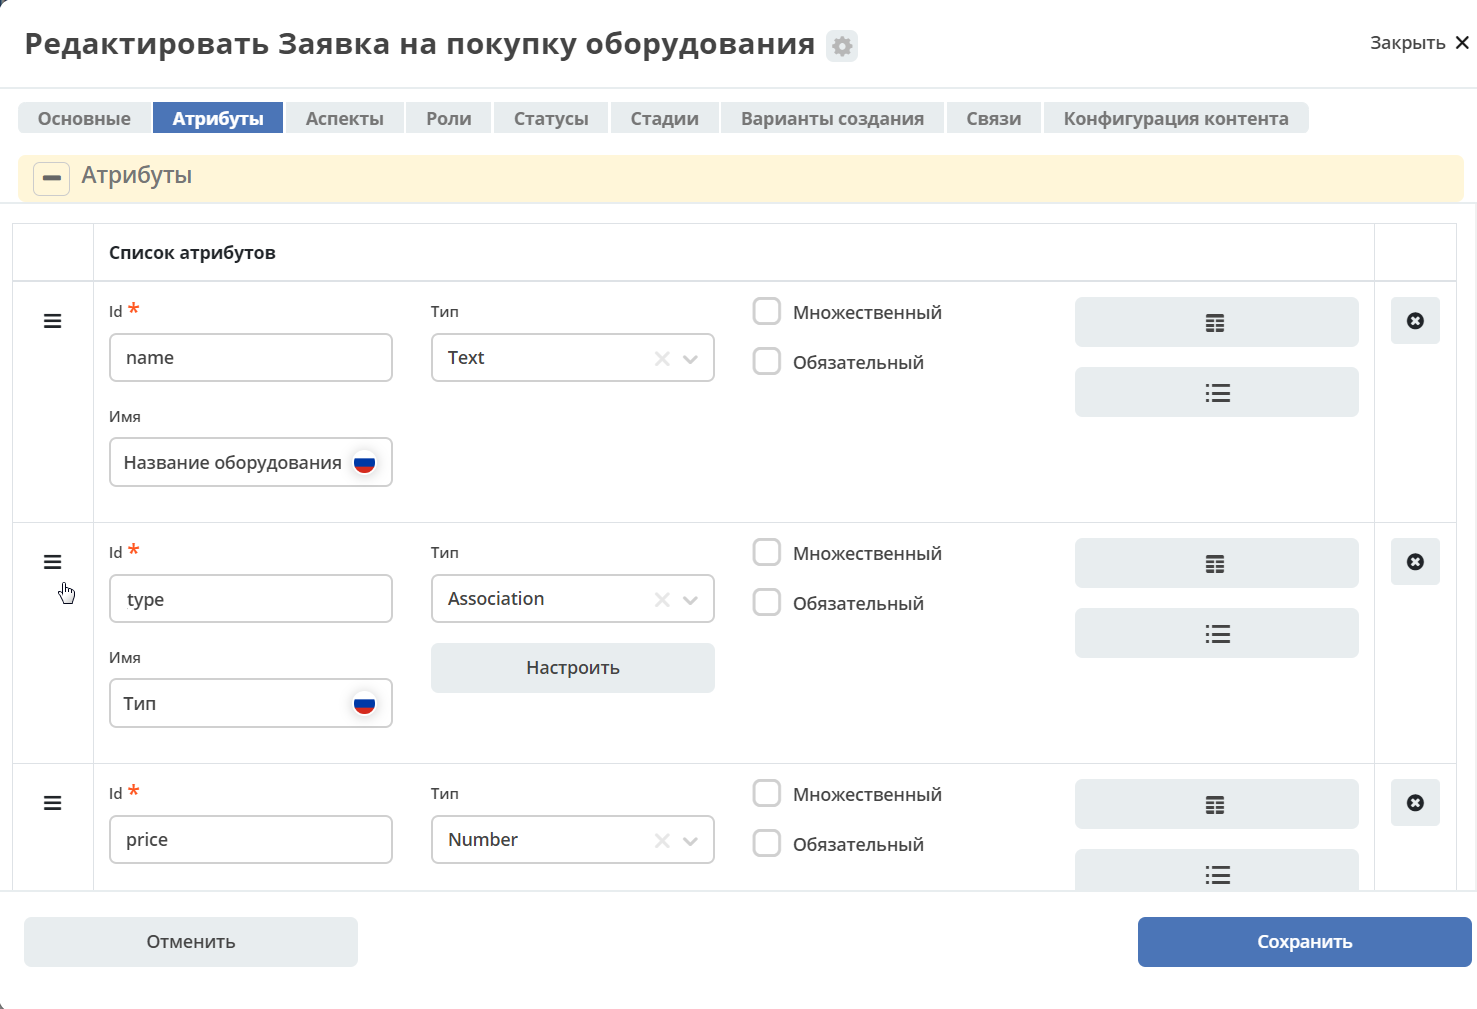 Редактировать Заявка на покупку оборудования
Закрыть
Основные Атрибуты Аспекты Роли Статусы Стадии Варианты создания Связи Конфигурация контента
Атрибуты
Список атрибутов
Id * Тип Множественный
name Text
Обязательный
Имя
Название оборудования
Id * Тип Множественный
type Association
Обязательный
Имя
Настроить
Тип
Id * Тип Множественный
price Number
Обязательный
Отменить Сохранить